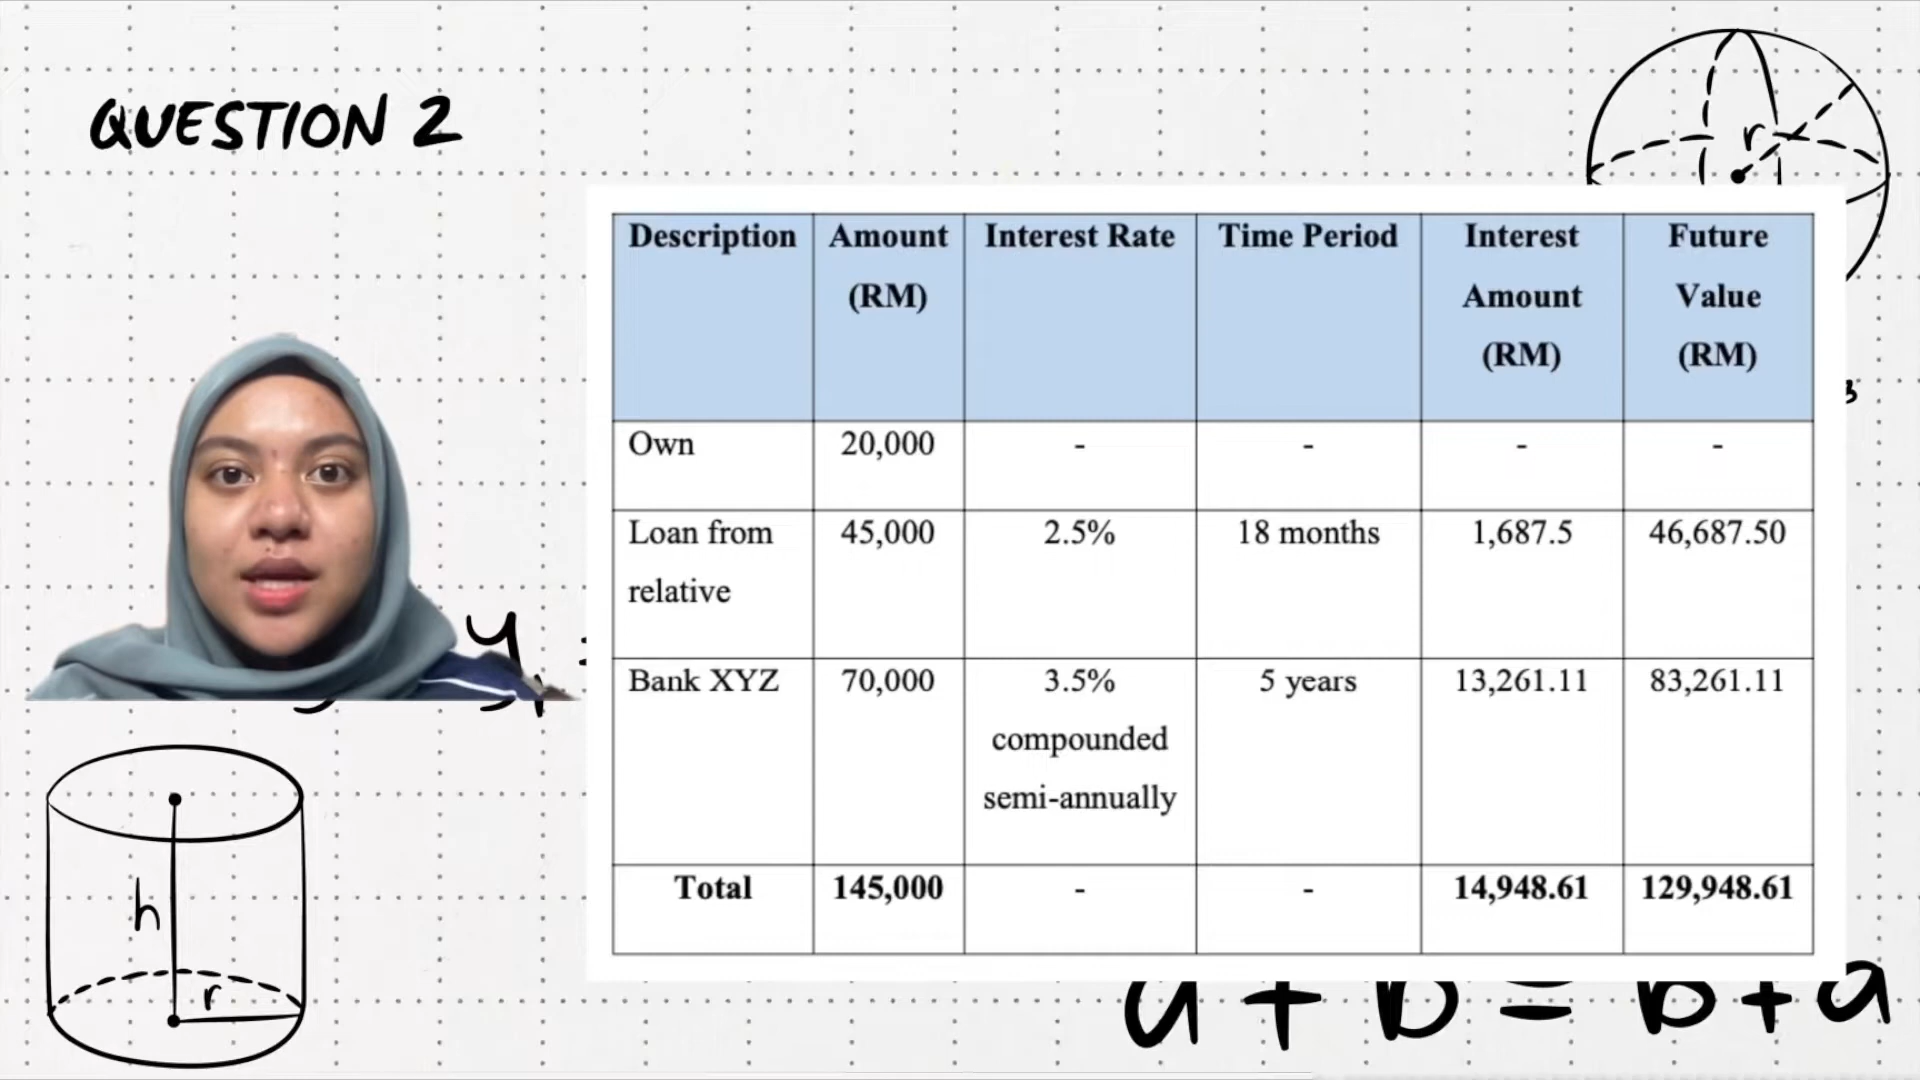 QUESTION 2
r
Description Amount Interest Rate Time Period Interest Future
(RM) Amount Value
(RM) (RM)
3
Own 20,000 - - - -
Loan from 45,000 2.5% 18 months 1,687.5 46,687.50
relative
y
Bank XYZ 70,000 3.5% 5 years 13,261.11 83,261.11
compounded
semi-annually
Total 145,000 - - 14,948.61 129,948.61
h
r
a + b = b + a